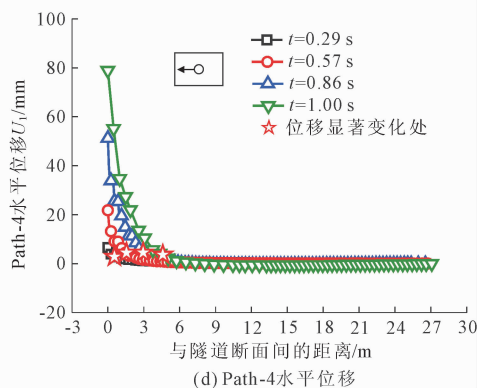 100
80
60
40
20
0
-20
Path-4水平位移U₁/mm
t=0.29 s
t=0.57 s
t=0.86 s
t=1.00 s
位移显著变化处
-3 0 3 6 9 12 15 18 21 24 27 30
与隧道断面间的距离/m
(d) Path-4水平位移